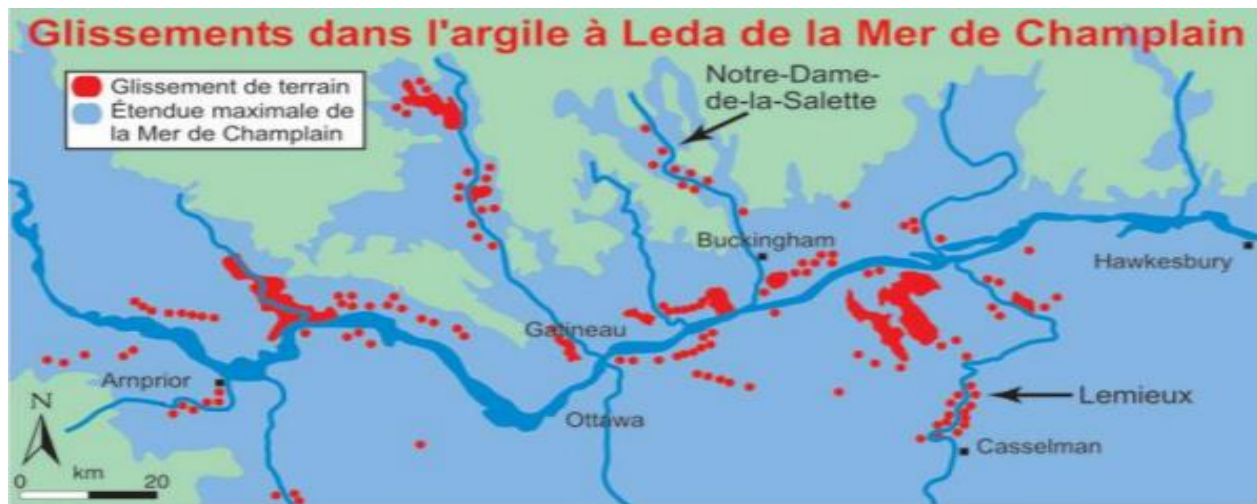 Glissements dans l'argile à Leda de la Mer de Champlain
Glissement de terrain
Étendue maximale de
la Mer de Champlain
Notre-Dame-
de-la-Salette
Buckingham
Hawkesbury
Gatineau
Arnprior
Ottawa
Lemieux
Casselman
N
km
0 20